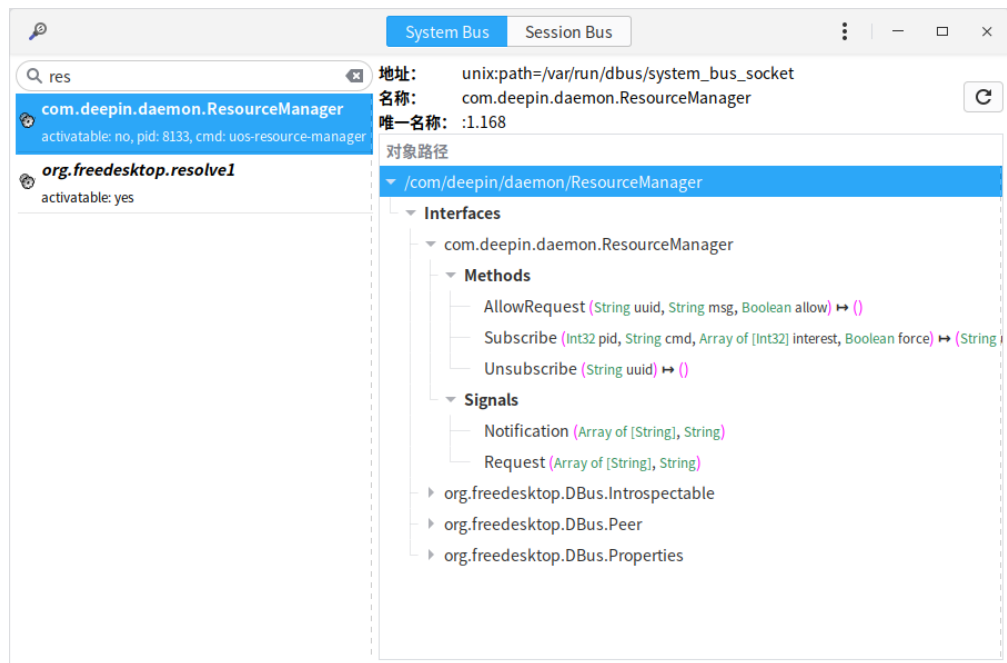 System Bus Session Bus
res
com.deepin.daemon.ResourceManager
activatable: no, pid: 8133, cmd: uos-resource-manager
org.freedesktop.resolve1
activatable: yes
地址: unix:path=/var/run/dbus/system_bus_socket
名称: com.deepin.daemon.ResourceManager
唯一名称: :1.168
对象路径
/com/deepin/daemon/ResourceManager
Interfaces
com.deepin.daemon.ResourceManager
Methods
AllowRequest (String uuid, String msg, Boolean allow) ↦ ()
Subscribe (Int32 pid, String cmd, Array of [Int32] interest, Boolean force) ↦ (String
Unsubscribe (String uuid) ↦ ()
Signals
Notification (Array of [String], String)
Request (Array of [String], String)
org.freedesktop.DBus.Introspectable
org.freedesktop.DBus.Peer
org.freedesktop.DBus.Properties